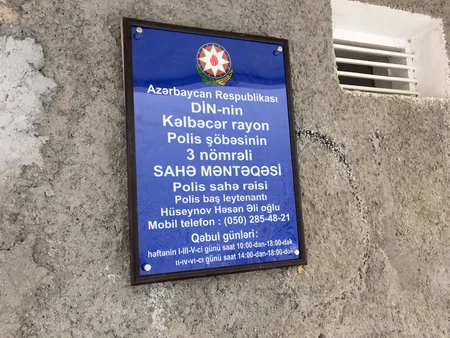 Azərbaycan Respublikası
DİN-nin
Kəlbəcər rayon
Polis şöbəsinin
3 nömrəli
SAHƏ MƏNTƏQƏSİ
Polis sahə rəisi
Polis baş leytenantı
Hüseynov Həsən Əli oğlu
Mobil telefon : (050) 285-48-21
Qəbul günləri:
həftənin I-III-V-ci günü saat 10:00-dan-18:00-dək
II-IV-VI-CI günü saat 14:00-dan-18:00-dək